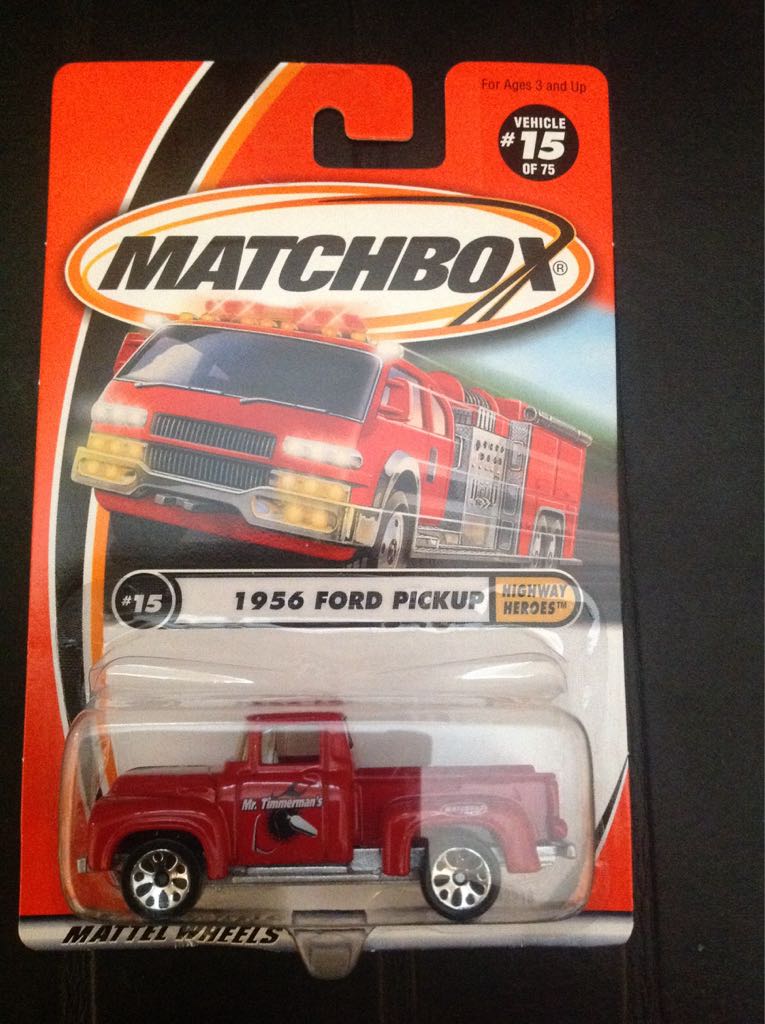 For Ages 3 and Up
VEHICLE
#15
OF 75
MATCHBOX®
#15
1956 FORD PICKUP
HIGHWAY
HEROES™
Mr. Timmerman's
MATCHBOX
MATTEL WHEELS